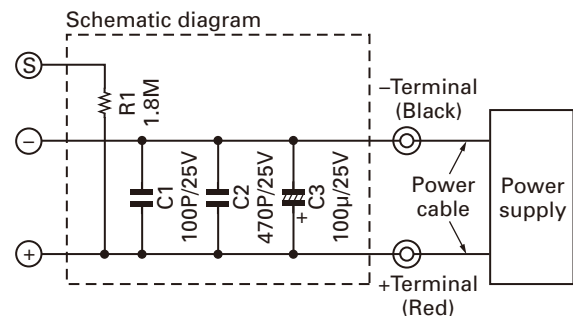 Schematic diagram
S
R1
1.8M
–Terminal
(Black)
–
C1
100P/25V
C2
470P/25V
+
C3
100µ/25V
Power
cable
Power
supply
+
+Terminal
(Red)